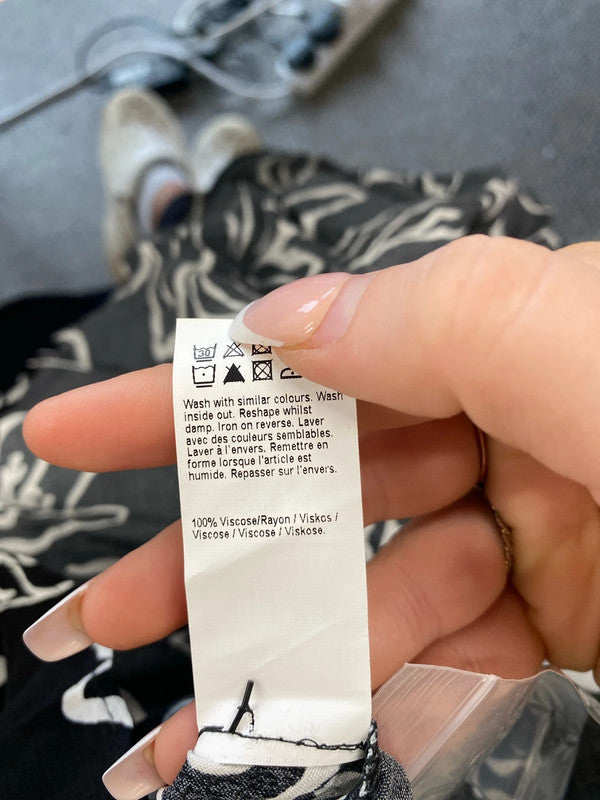 30
Wash with similar colours. Wash
inside out. Reshape whilst
damp. Iron on reverse. Laver
avec des couleurs semblables.
Laver à l'envers. Remettre en
forme lorsque l'article est
humide. Repasser sur l'envers.
100% Viscose/Rayon / Viskos /
Viscose / Viscose / Viskose.